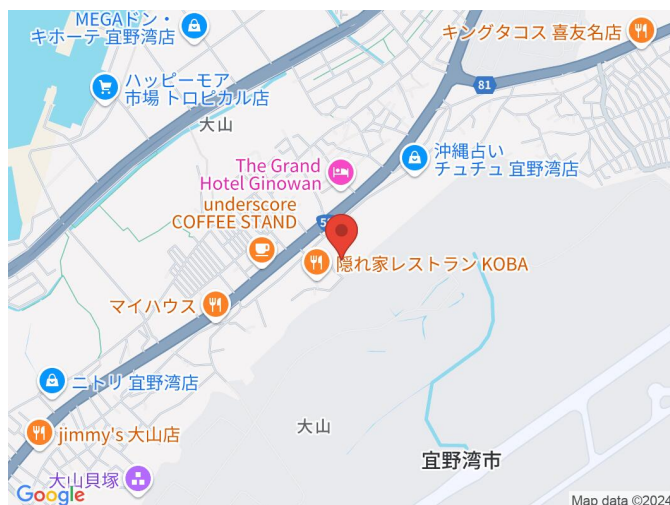 MEGAドン・
キホーテ 宜野湾店
キングタコス 喜友名店
ハッピーモア
市場 トロピカル店
81
大山
沖縄占い
チュチュ 宜野湾店
The Grand
Hotel Ginowan
underscore
COFFEE STAND
隠れ家レストラン KOBA
マイハウス
ニトリ 宜野湾店
jimmy's 大山店
大山
宜野湾市
大山貝塚
Google
Map data ©2024